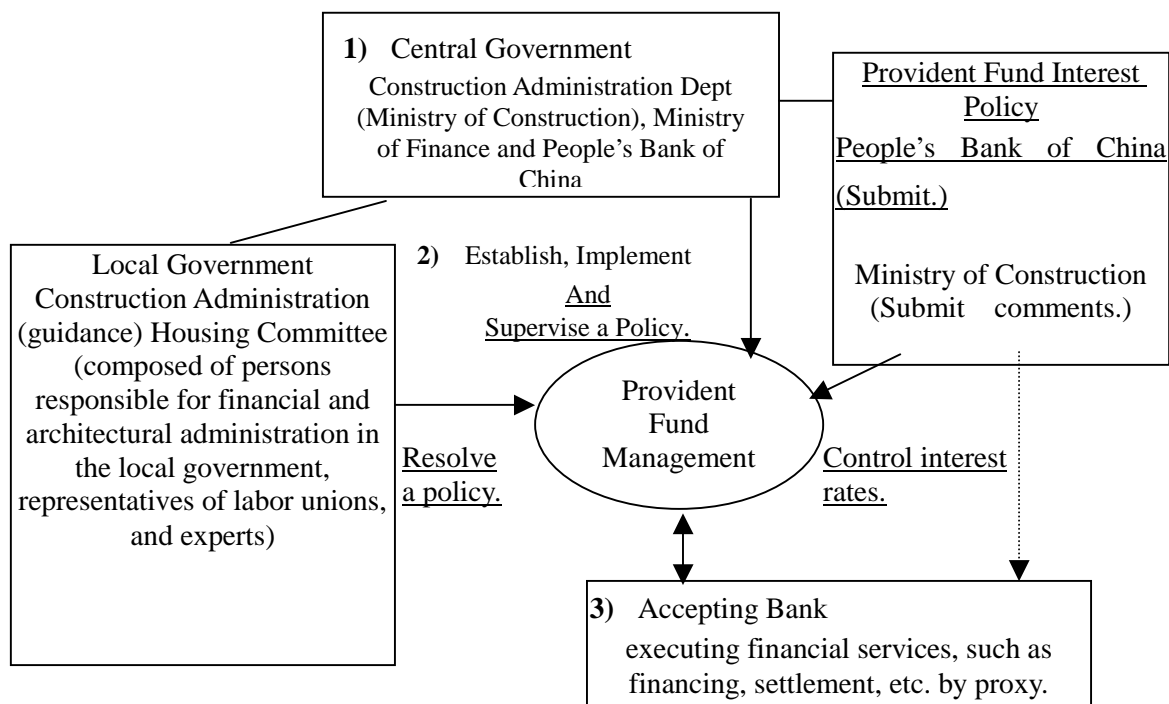 1) Central Government
Construction Administration Dept
(Ministry of Construction), Ministry
of Finance and People’s Bank of
China
Provident Fund Interest
Policy
People’s Bank of China
(Submit.)
Ministry of Construction
(Submit comments.)
Local Government
Construction Administration
(guidance) Housing Committee
(composed of persons
responsible for financial and
architectural administration in
the local government,
representatives of labor unions,
and experts)
2) Establish, Implement
And
Supervise a Policy.
Provident
Fund
Management
Resolve
a policy.
Control interest
rates.
3) Accepting Bank
executing financial services, such as
financing, settlement, etc. by proxy.